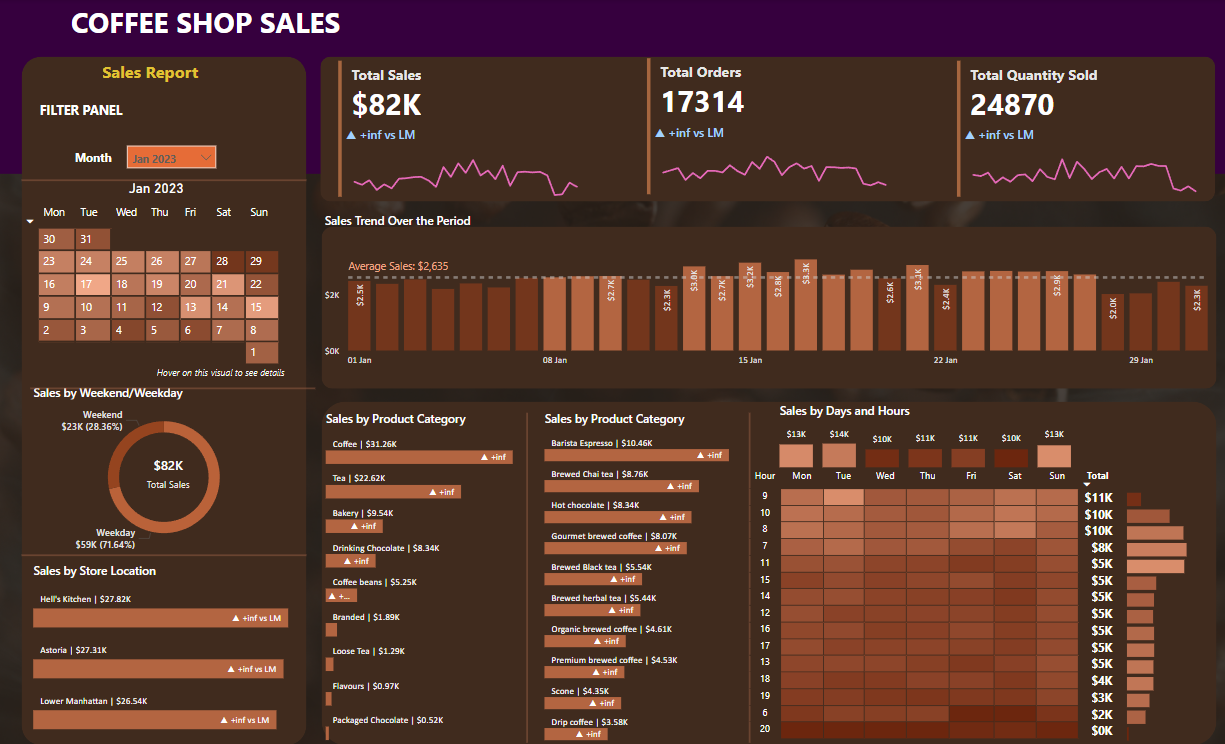 COFFEE SHOP SALES
Sales Report
FILTER PANEL
Month Jan 2023
Jan 2023
Mon Tue Wed Thu Fri Sat Sun
30 31
23 24 25 26 27 28 29
16 17 18 19 20 21 22
9 10 11 12 13 14 15
2 3 4 5 6 7 8
1
Hover on this visual to see details
Sales by Weekend/Weekday
Weekend
$23K (28.36%)
$82K
Total Sales
Weekday
$59K (71.64%)
Sales by Store Location
Hell's Kitchen | $27.82K
▲ +inf vs LM
Astoria | $27.31K
▲ +inf vs LM
Lower Manhattan | $26.54K
▲ +inf vs LM
Total Sales
$82K
▲ +inf vs LM
Total Orders
17314
▲ +inf vs LM
Total Quantity Sold
24870
▲ +inf vs LM
Sales Trend Over the Period
Average Sales: $2,635
$2K
$0K
$2.5K $2.7K $2.3K $3.0K $2.7K $3.2K $2.8K $3.3K $2.6K $3.1K $2.4K $2.9K $2.0K $2.3K
01 Jan 08 Jan 15 Jan 22 Jan 29 Jan
Sales by Product Category
Coffee | $31.26K
▲ +inf
Tea | $22.62K
▲ +inf
Bakery | $9.54K
▲ +inf
Drinking Chocolate | $8.34K
▲ +inf
Coffee beans | $5.25K
▲ +...
Branded | $1.89K
Loose Tea | $1.29K
Flavours | $0.97K
Packaged Chocolate | $0.52K
Sales by Product Category
Barista Espresso | $10.46K
▲ +inf
Brewed Chai tea | $8.76K
▲ +inf
Hot chocolate | $8.34K
▲ +inf
Gourmet brewed coffee | $8.07K
▲ +inf
Brewed Black tea | $5.54K
▲ +inf
Brewed herbal tea | $5.44K
▲ +inf
Organic brewed coffee | $4.61K
▲ +inf
Premium brewed coffee | $4.53K
▲ +inf
Scone | $4.35K
▲ +inf
Drip coffee | $3.58K
▲ +inf
Sales by Days and Hours
$13K $14K $10K $11K $11K $10K $13K
Hour Mon Tue Wed Thu Fri Sat Sun Total
9 $11K
10 $10K
8 $10K
7 $8K
11 $5K
15 $5K
14 $5K
12 $5K
16 $5K
17 $5K
13 $5K
18 $4K
19 $3K
6 $2K
20 $0K